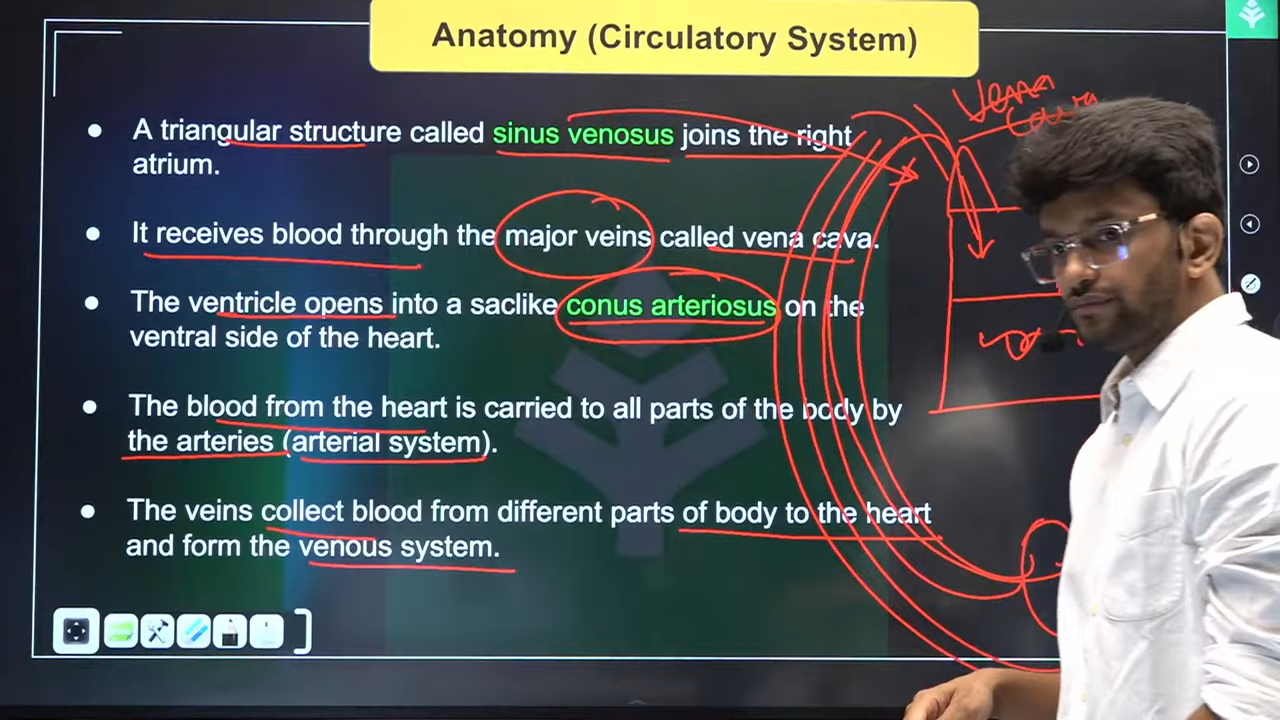 Anatomy (Circulatory System)
Vena
Cava
A triangular structure called sinus venosus joins the right
atrium.
It receives blood through the major veins called vena cava.
The ventricle opens into a saclike conus arteriosus on the
ventral side of the heart.
The blood from the heart is carried to all parts of the body by
the arteries (arterial system).
The veins collect blood from different parts of body to the heart
and form the venous system.